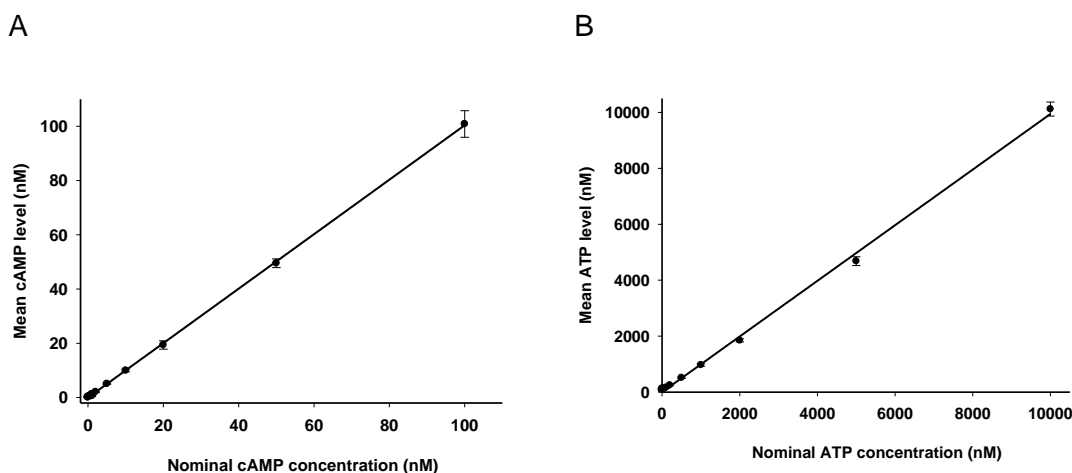 A
B
100
80
60
40
20
0
Mean cAMP level (nM)
0 20 40 60 80 100
Nominal cAMP concentration (nM)
10000
8000
6000
4000
2000
0
Mean ATP level (nM)
0 2000 4000 6000 8000 10000
Nominal ATP concentration (nM)